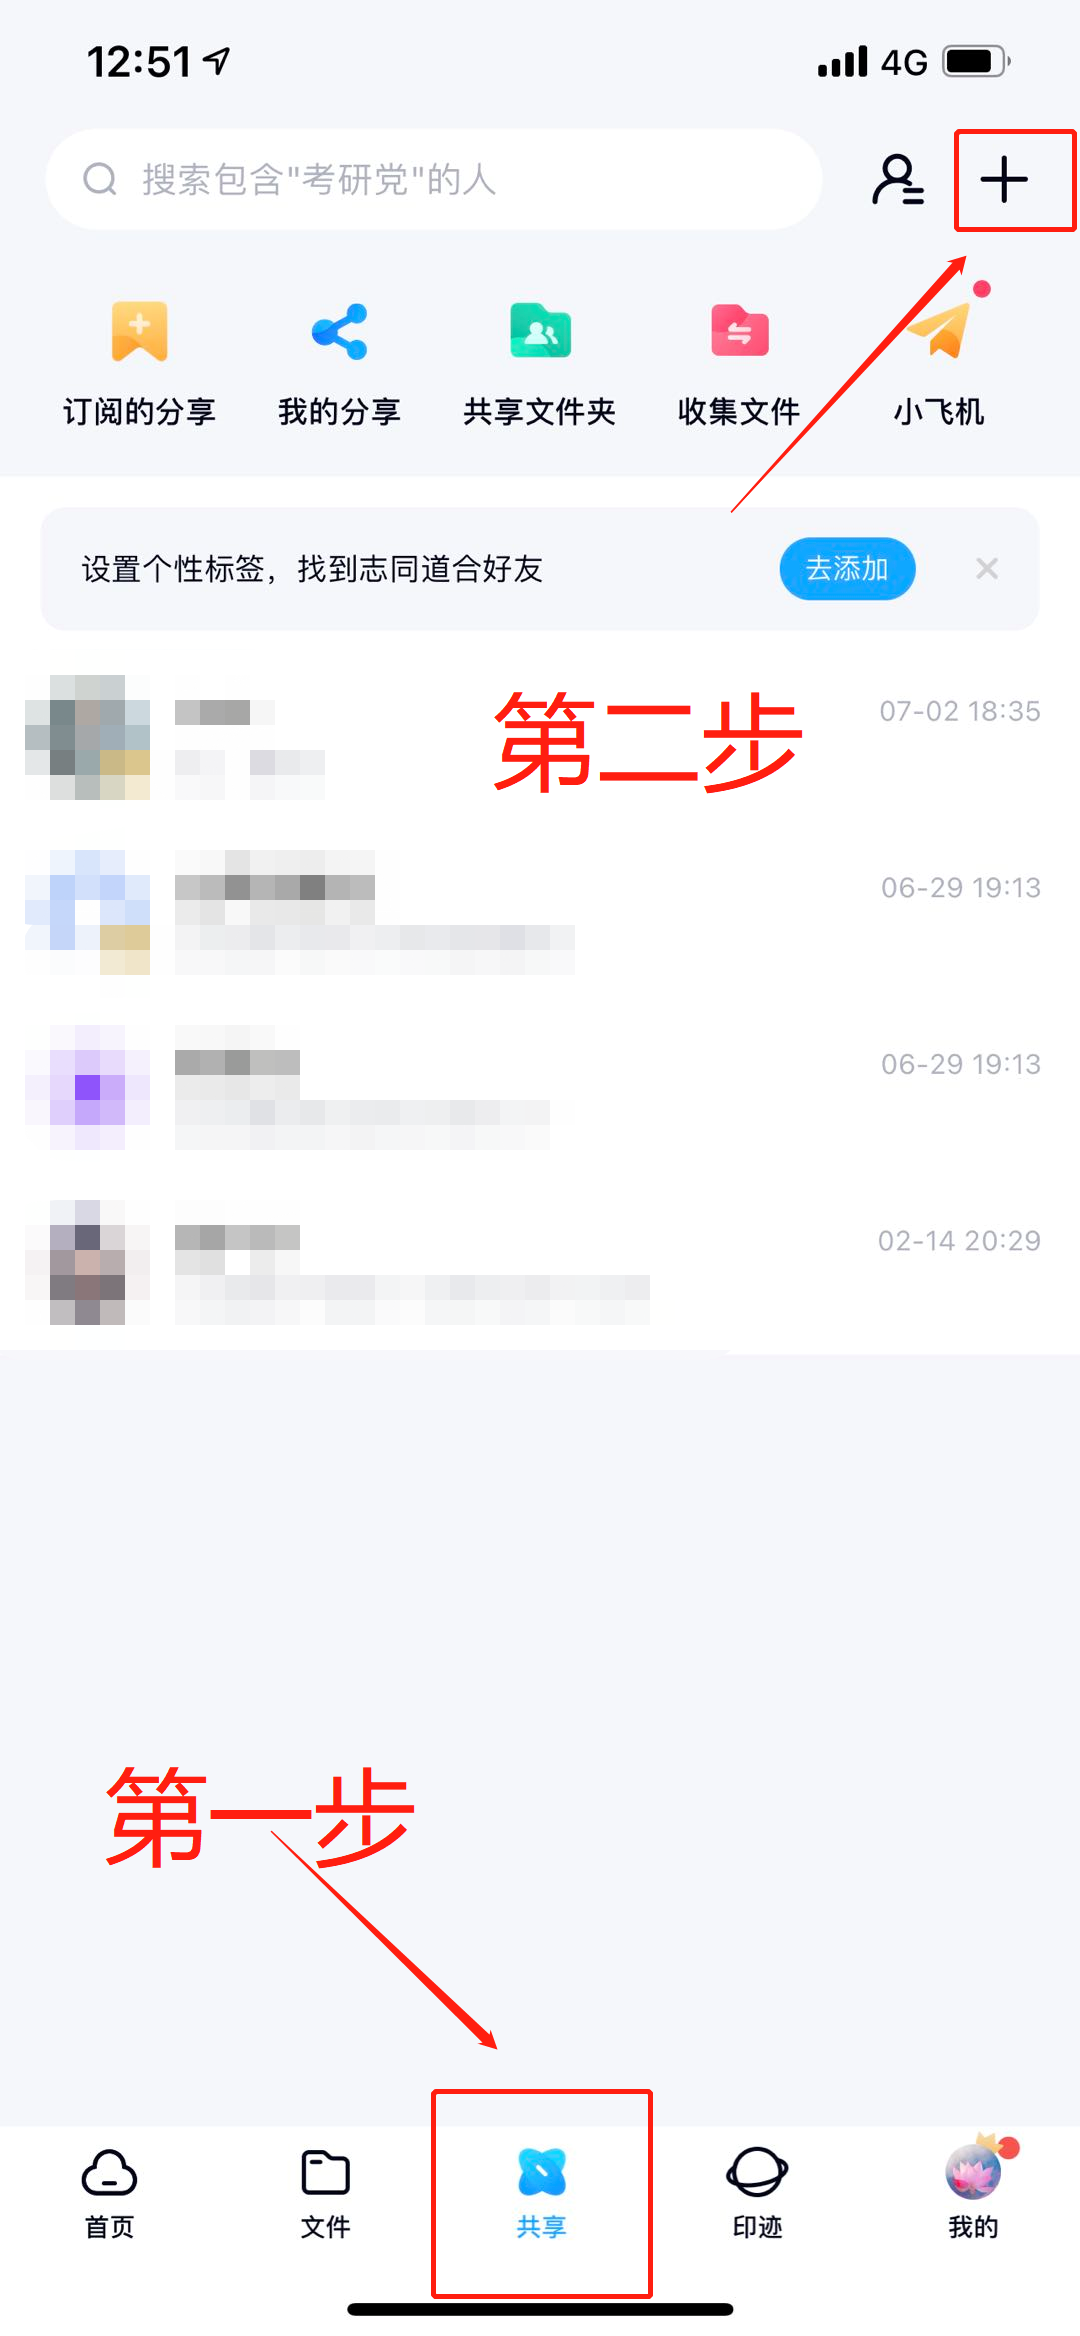 12:51 4G
搜索包含"考研党"的人
订阅的分享 我的分享 共享文件夹 收集文件 小飞机
设置个性标签，找到志同道合好友 去添加
第二步
07-02 18:35
06-29 19:13
06-29 19:13
02-14 20:29
第一步
首页 文件 共享 印迹 我的